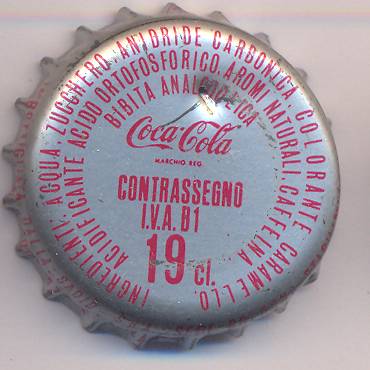 INGREDIENTI: ACQUA, ZUCCHERO, ANIDRIDE CARBONICA, COLORANTE CARAMELLO,
ACIDIFICANTE ACIDO ORTOFOSFORICO, AROMI NATURALI, CAFFEINA
BIBITA ANALCOLICA
Coca-Cola
MARCHIO REG.
CONTRASSEGNO
I.V.A. B1
19 cl.